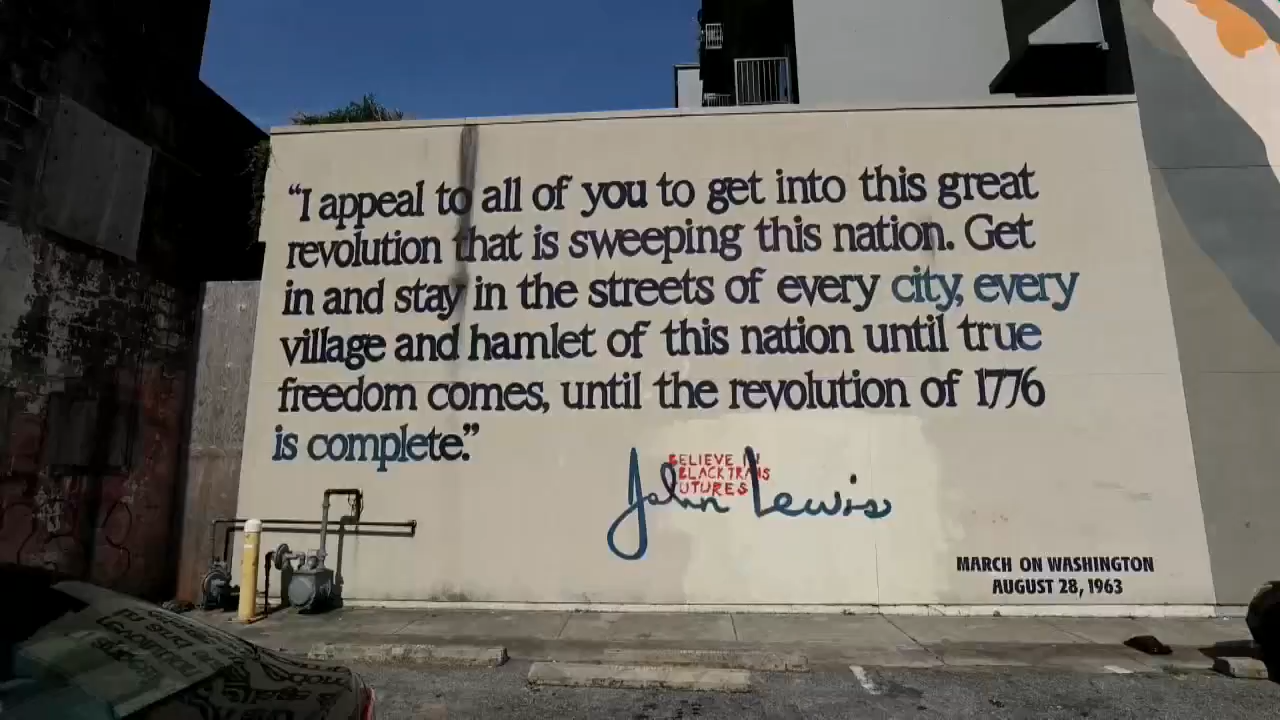 “I appeal to all of you to get into this great
revolution that is sweeping this nation. Get
in and stay in the streets of every city, every
village and hamlet of this nation until true
freedom comes, until the revolution of 1776
is complete.”
BELIEVE IN
BLACK TRANS
FUTURES
John Lewis
MARCH ON WASHINGTON
AUGUST 28, 1963